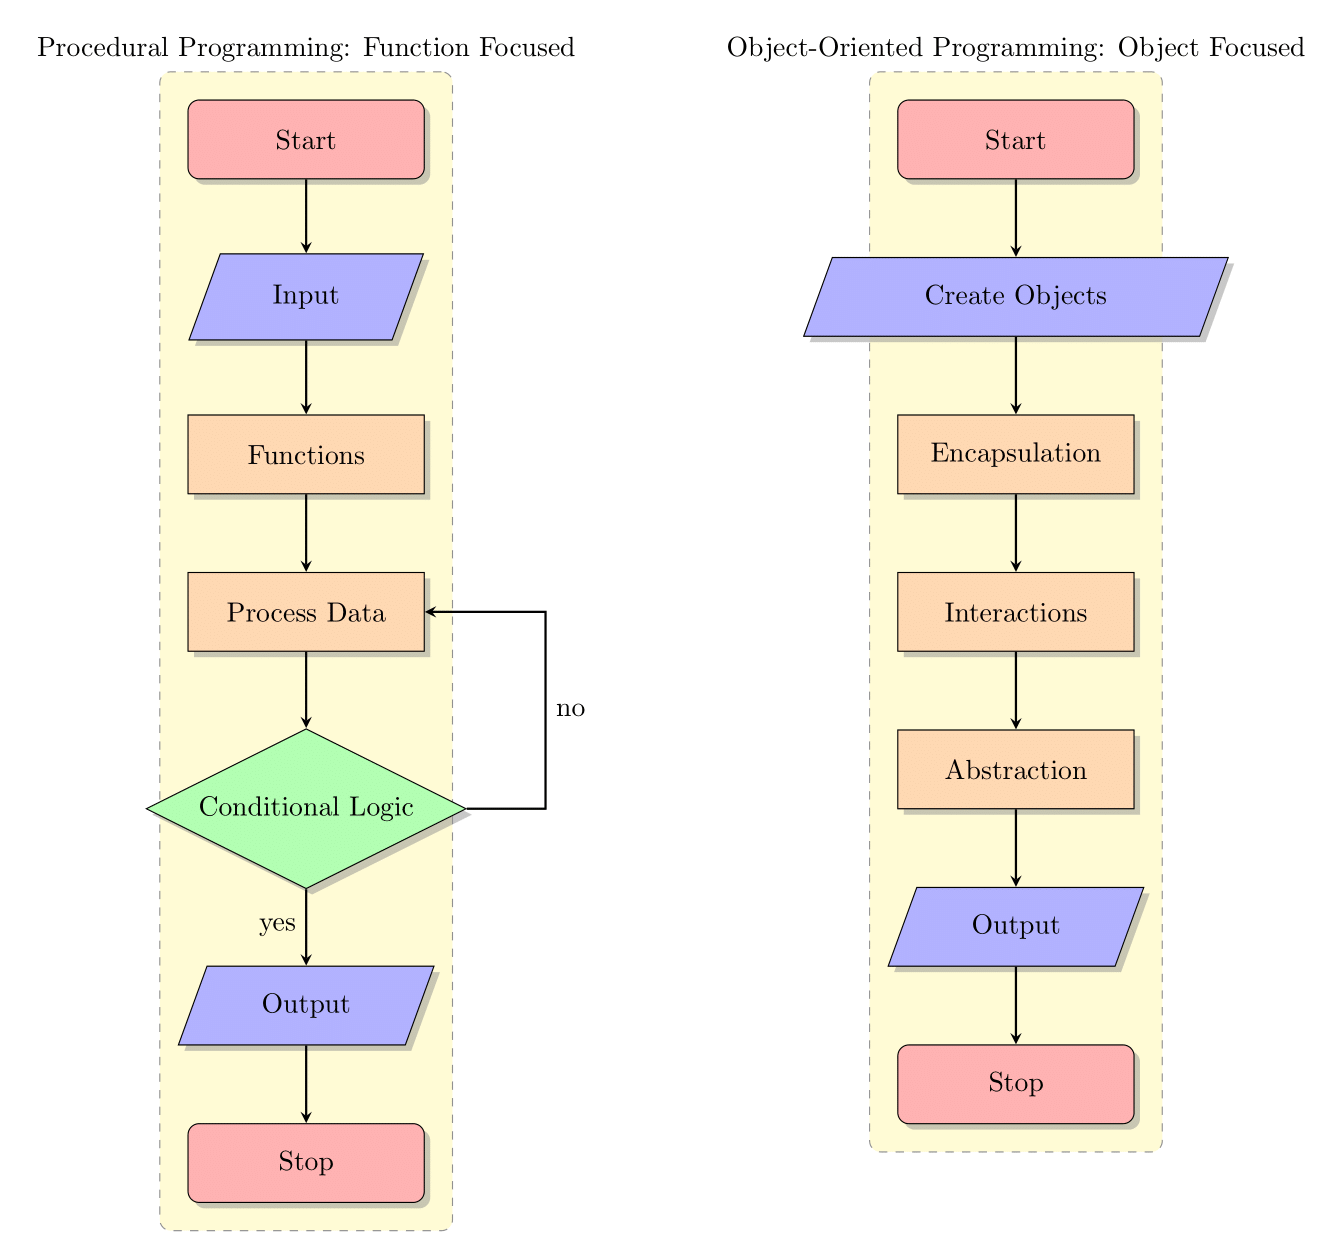 Procedural Programming: Function Focused
Start
Input
Functions
Process Data
no
Conditional Logic
yes
Output
Stop
Object-Oriented Programming: Object Focused
Start
Create Objects
Encapsulation
Interactions
Abstraction
Output
Stop